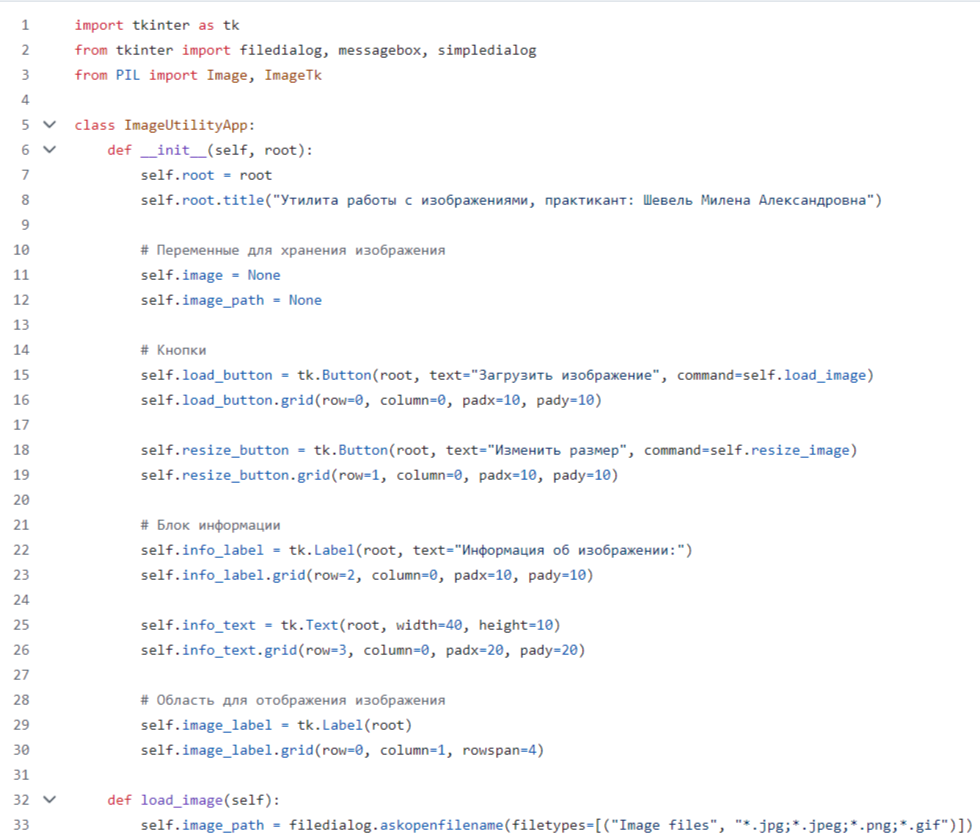 1 import tkinter as tk
2 from tkinter import filedialog, messagebox, simpledialog
3 from PIL import Image, ImageTk
4
5 class ImageUtilityApp:
6     def __init__(self, root):
7         self.root = root
8         self.root.title("Утилита работы с изображениями, практикант: Шевель Милена Александровна")
9
10         # Переменные для хранения изображения
11         self.image = None
12         self.image_path = None
13
14         # Кнопки
15         self.load_button = tk.Button(root, text="Загрузить изображение", command=self.load_image)
16         self.load_button.grid(row=0, column=0, padx=10, pady=10)
17
18         self.resize_button = tk.Button(root, text="Изменить размер", command=self.resize_image)
19         self.resize_button.grid(row=1, column=0, padx=10, pady=10)
20
21         # Блок информации
22         self.info_label = tk.Label(root, text="Информация об изображении:")
23         self.info_label.grid(row=2, column=0, padx=10, pady=10)
24
25         self.info_text = tk.Text(root, width=40, height=10)
26         self.info_text.grid(row=3, column=0, padx=20, pady=20)
27
28         # Область для отображения изображения
29         self.image_label = tk.Label(root)
30         self.image_label.grid(row=0, column=1, rowspan=4)
31
32     def load_image(self):
33         self.image_path = filedialog.askopenfilename(filetypes=[("Image files", "*.jpg;*.jpeg;*.png;*.gif")])